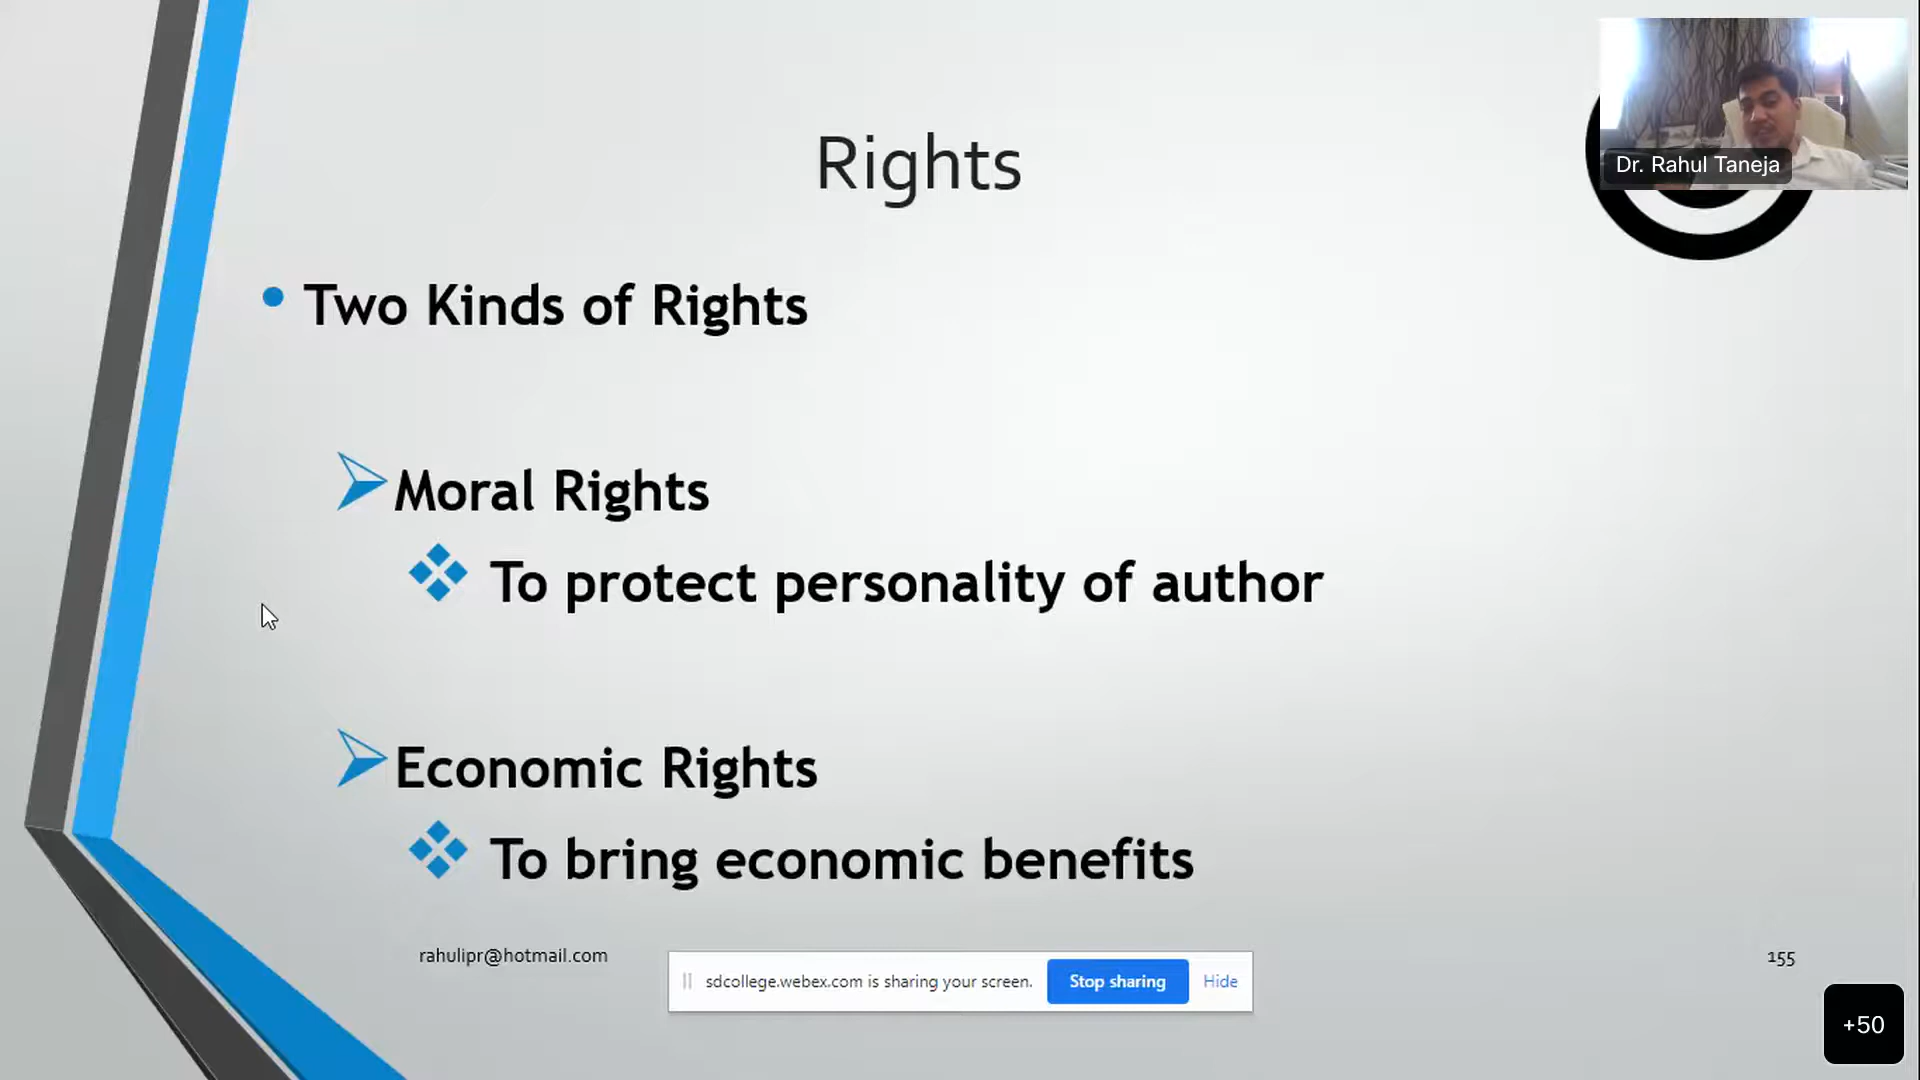 Dr. Rahul Taneja
Rights
Two Kinds of Rights
Moral Rights
To protect personality of author
Economic Rights
To bring economic benefits
rahulipr@hotmail.com
155
sdcollege.webex.com is sharing your screen.
Stop sharing
Hide
+50